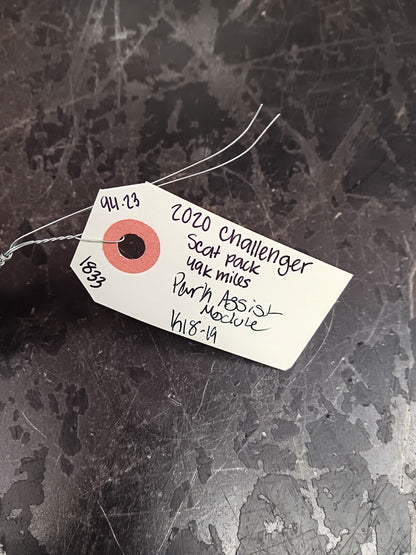 94.23
1833
2020 Challenger
Scat pack
49k miles
Park Assist
Module
K18-19